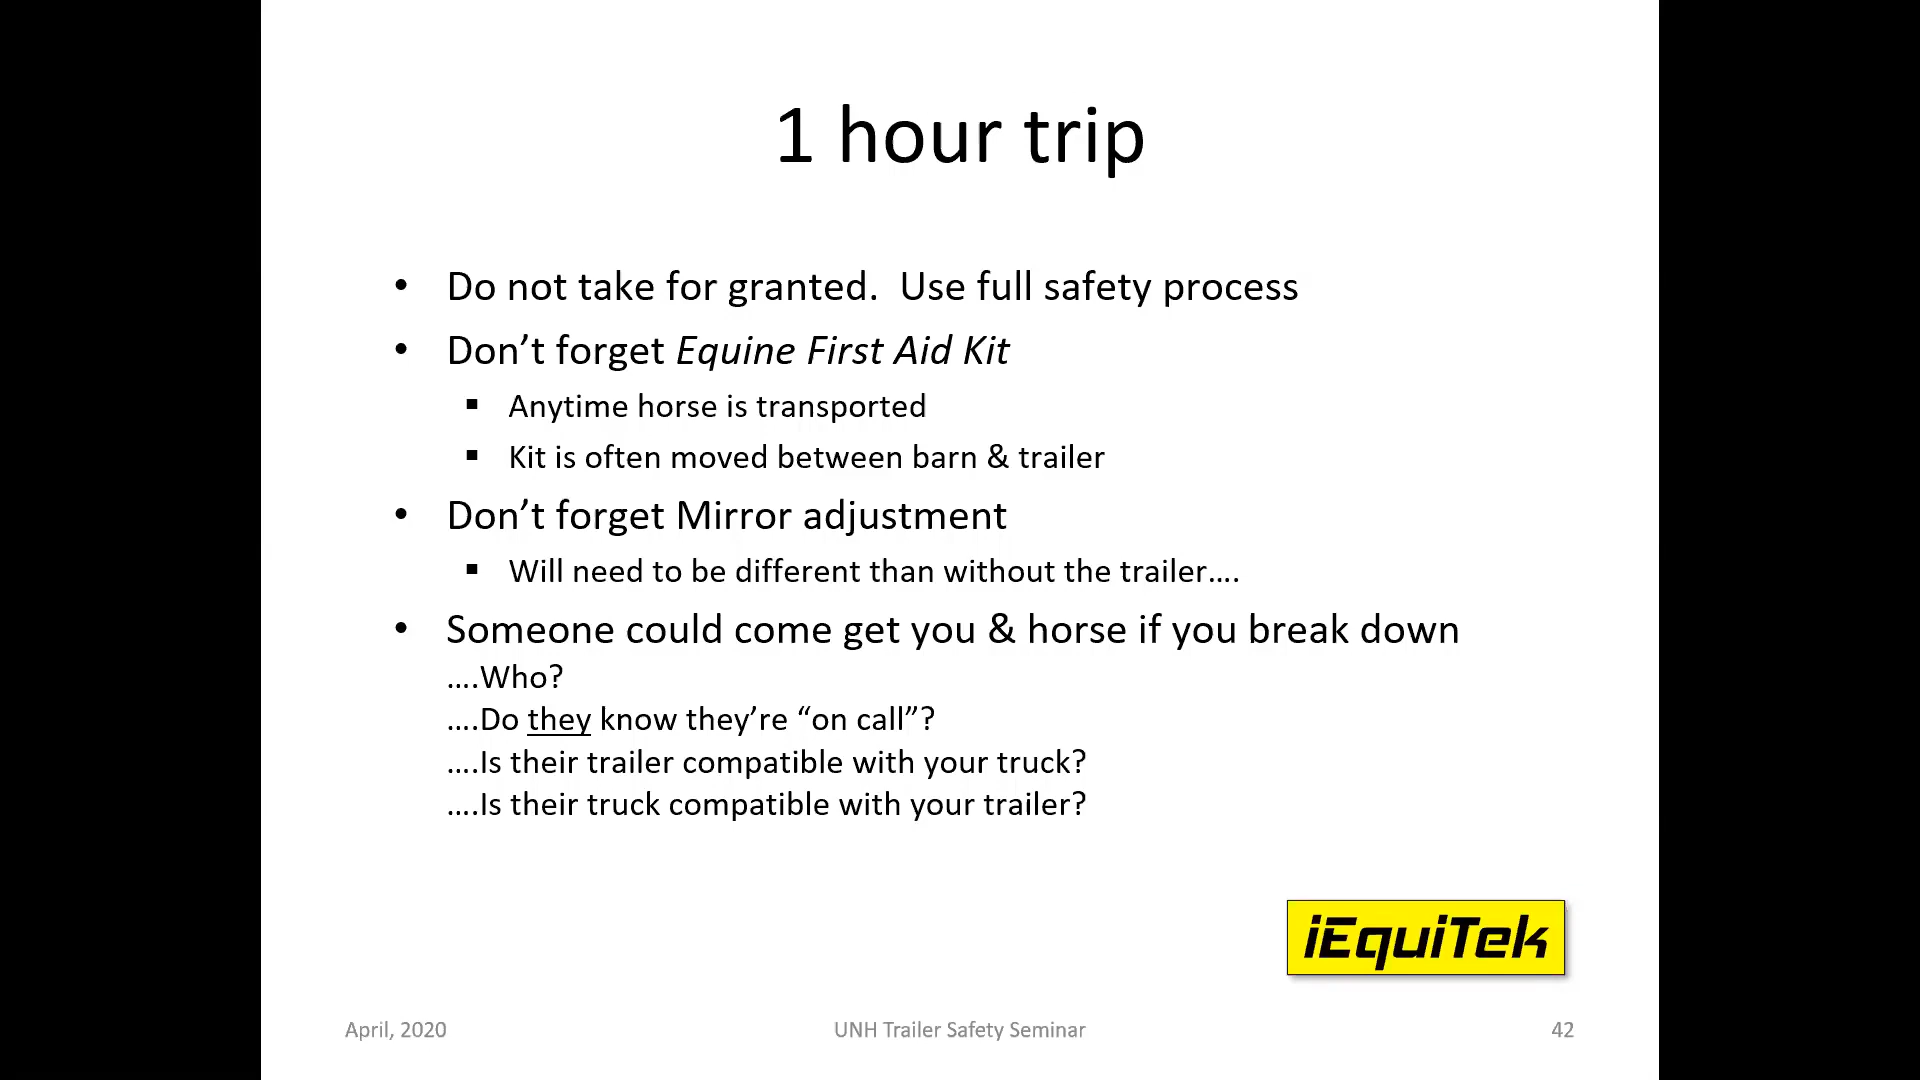 1 hour trip
• Do not take for granted.  Use full safety process
• Don’t forget Equine First Aid Kit
▪ Anytime horse is transported
▪ Kit is often moved between barn & trailer
• Don’t forget Mirror adjustment
▪ Will need to be different than without the trailer….
• Someone could come get you & horse if you break down
….Who?
….Do they know they’re “on call”?
….Is their trailer compatible with your truck?
….Is their truck compatible with your trailer?
iEquiTek
April, 2020
UNH Trailer Safety Seminar
42